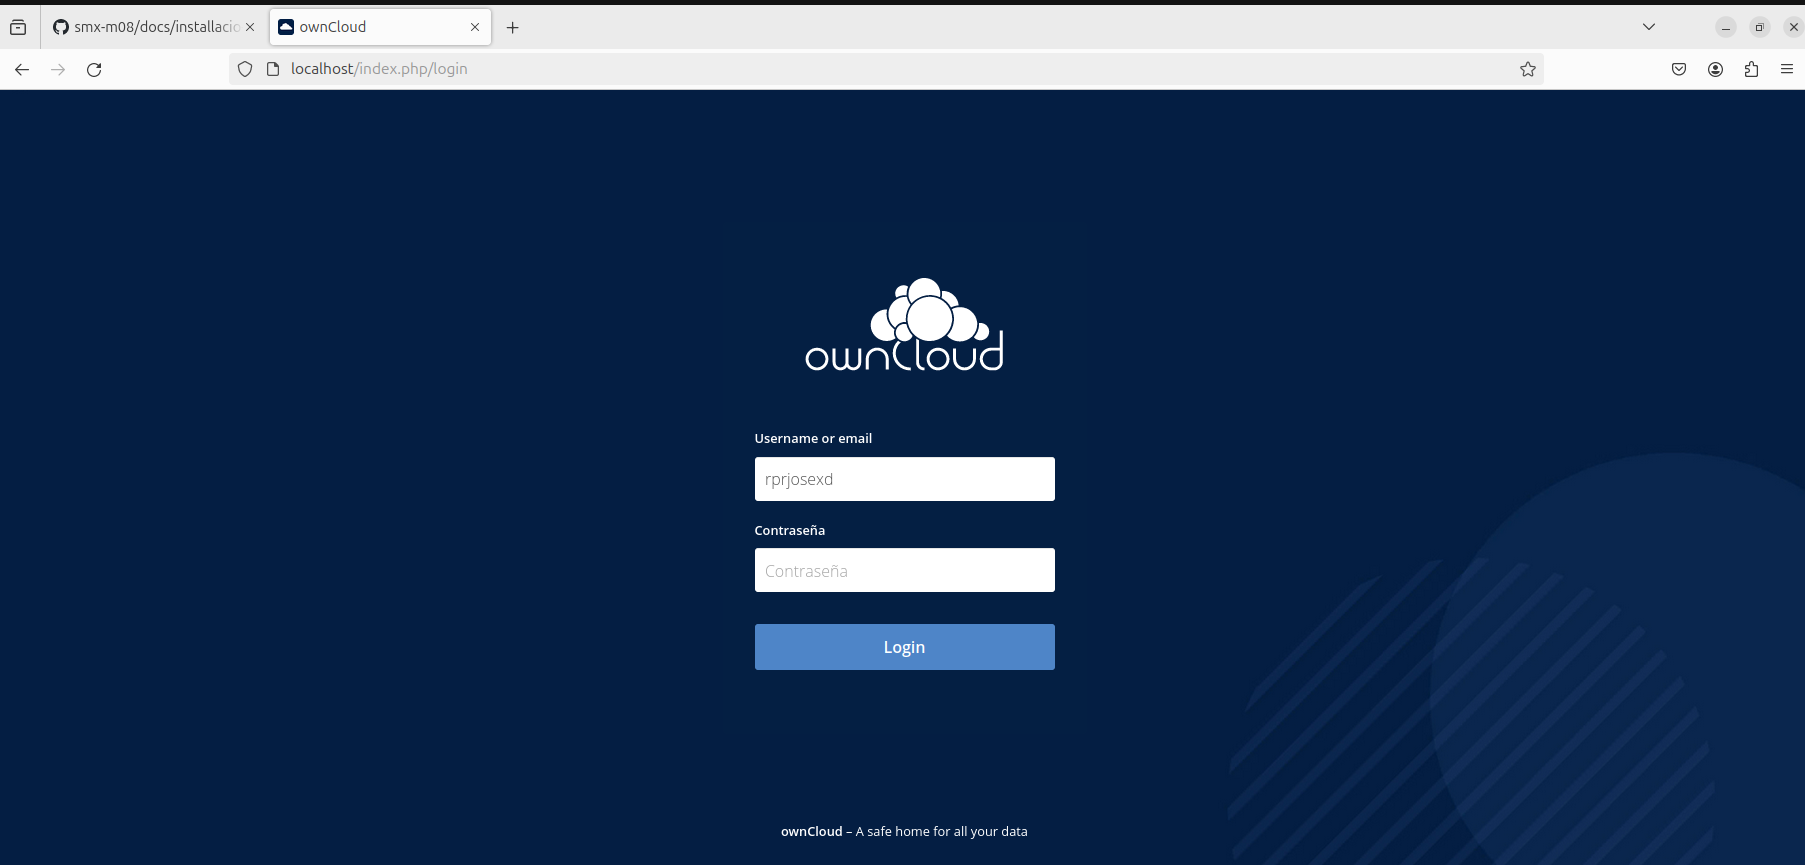 smx-m08/docs/installacio
ownCloud
localhost/index.php/login
ownCloud
Username or email
rprjosexd
Contraseña
Contraseña
Login
ownCloud – A safe home for all your data